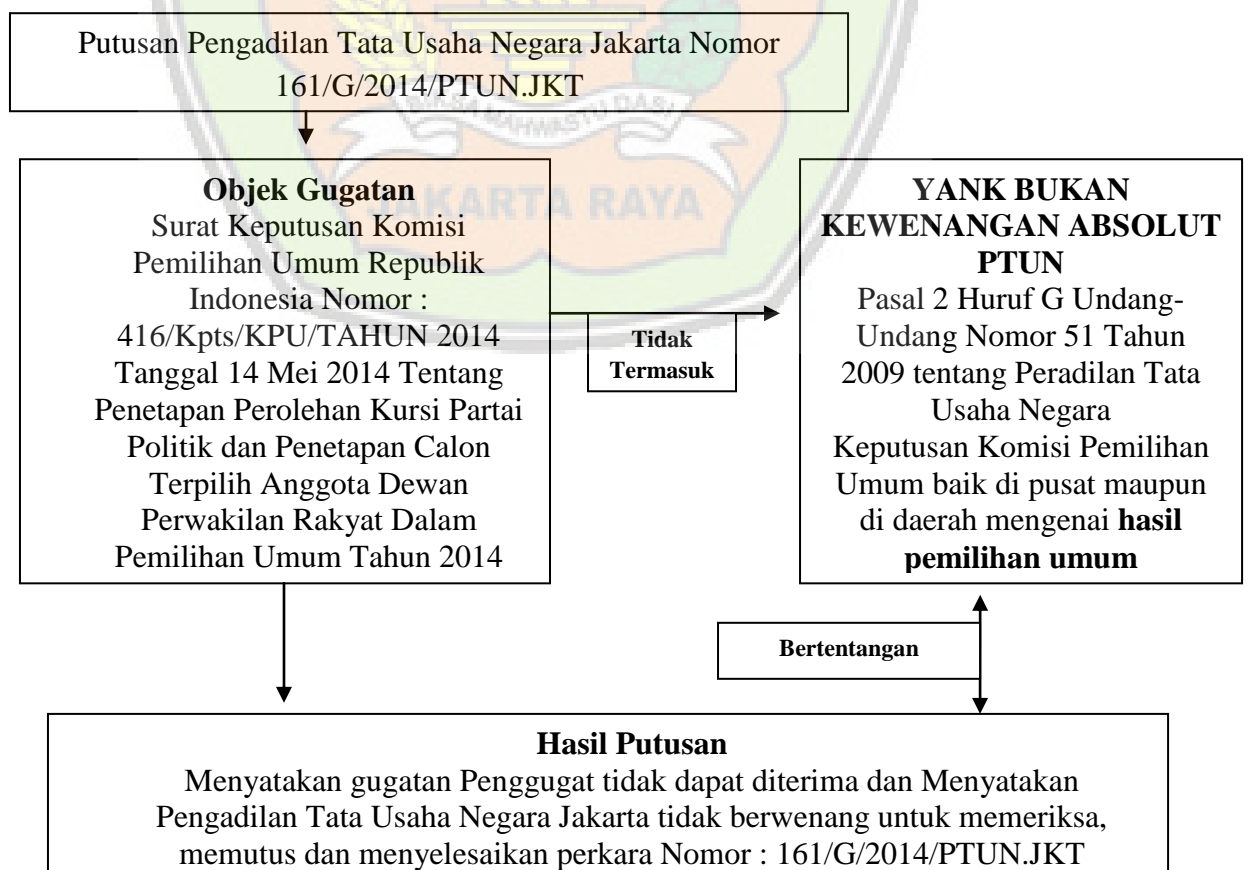 Putusan Pengadilan Tata Usaha Negara Jakarta Nomor
161/G/2014/PTUN.JKT
BIKSA MAHWASTU DASI
JAKARTA RAYA
Objek Gugatan
Surat Keputusan Komisi
Pemilihan Umum Republik
Indonesia Nomor :
416/Kpts/KPU/TAHUN 2014
Tanggal 14 Mei 2014 Tentang
Penetapan Perolehan Kursi Partai
Politik dan Penetapan Calon
Terpilih Anggota Dewan
Perwakilan Rakyat Dalam
Pemilihan Umum Tahun 2014
Tidak
Termasuk
YANK BUKAN
KEWENANGAN ABSOLUT
PTUN
Pasal 2 Huruf G Undang-
Undang Nomor 51 Tahun
2009 tentang Peradilan Tata
Usaha Negara
Keputusan Komisi Pemilihan
Umum baik di pusat maupun
di daerah mengenai hasil
pemilihan umum
Bertentangan
Hasil Putusan
Menyatakan gugatan Penggugat tidak dapat diterima dan Menyatakan
Pengadilan Tata Usaha Negara Jakarta tidak berwenang untuk memeriksa,
memutus dan menyelesaikan perkara Nomor : 161/G/2014/PTUN.JKT